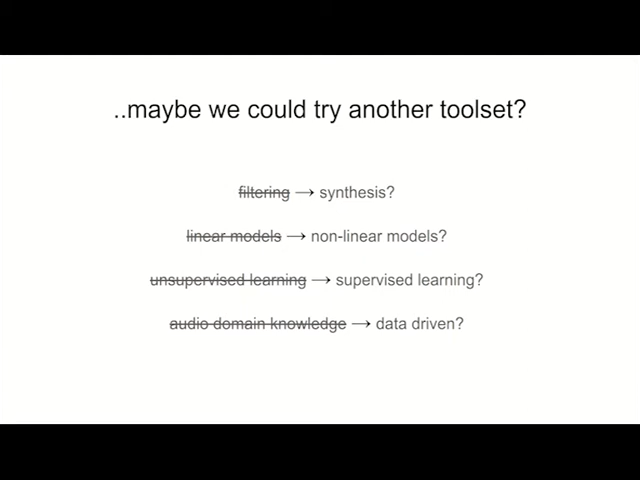 ..maybe we could try another toolset?
filtering → synthesis?
linear models → non-linear models?
unsupervised learning → supervised learning?
audio domain knowledge → data driven?